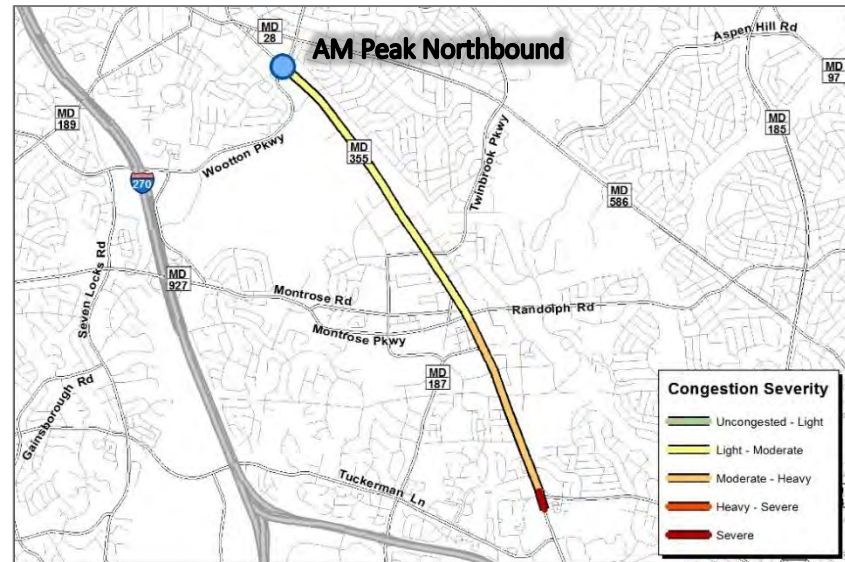 MD
28
AM Peak Northbound
Aspen Hill Rd
MD
97
MD
189
MD
185
MD
355
Wootton Pkwy
Twinbrook Pkwy
270
MD
586
Seven Locks Rd
MD
927
Montrose Rd
Randolph Rd
Montrose Pkwy
MD
187
Gainsborough Rd
Tuckerman Ln
Congestion Severity
Uncongested - Light
Light - Moderate
Moderate - Heavy
Heavy - Severe
Severe